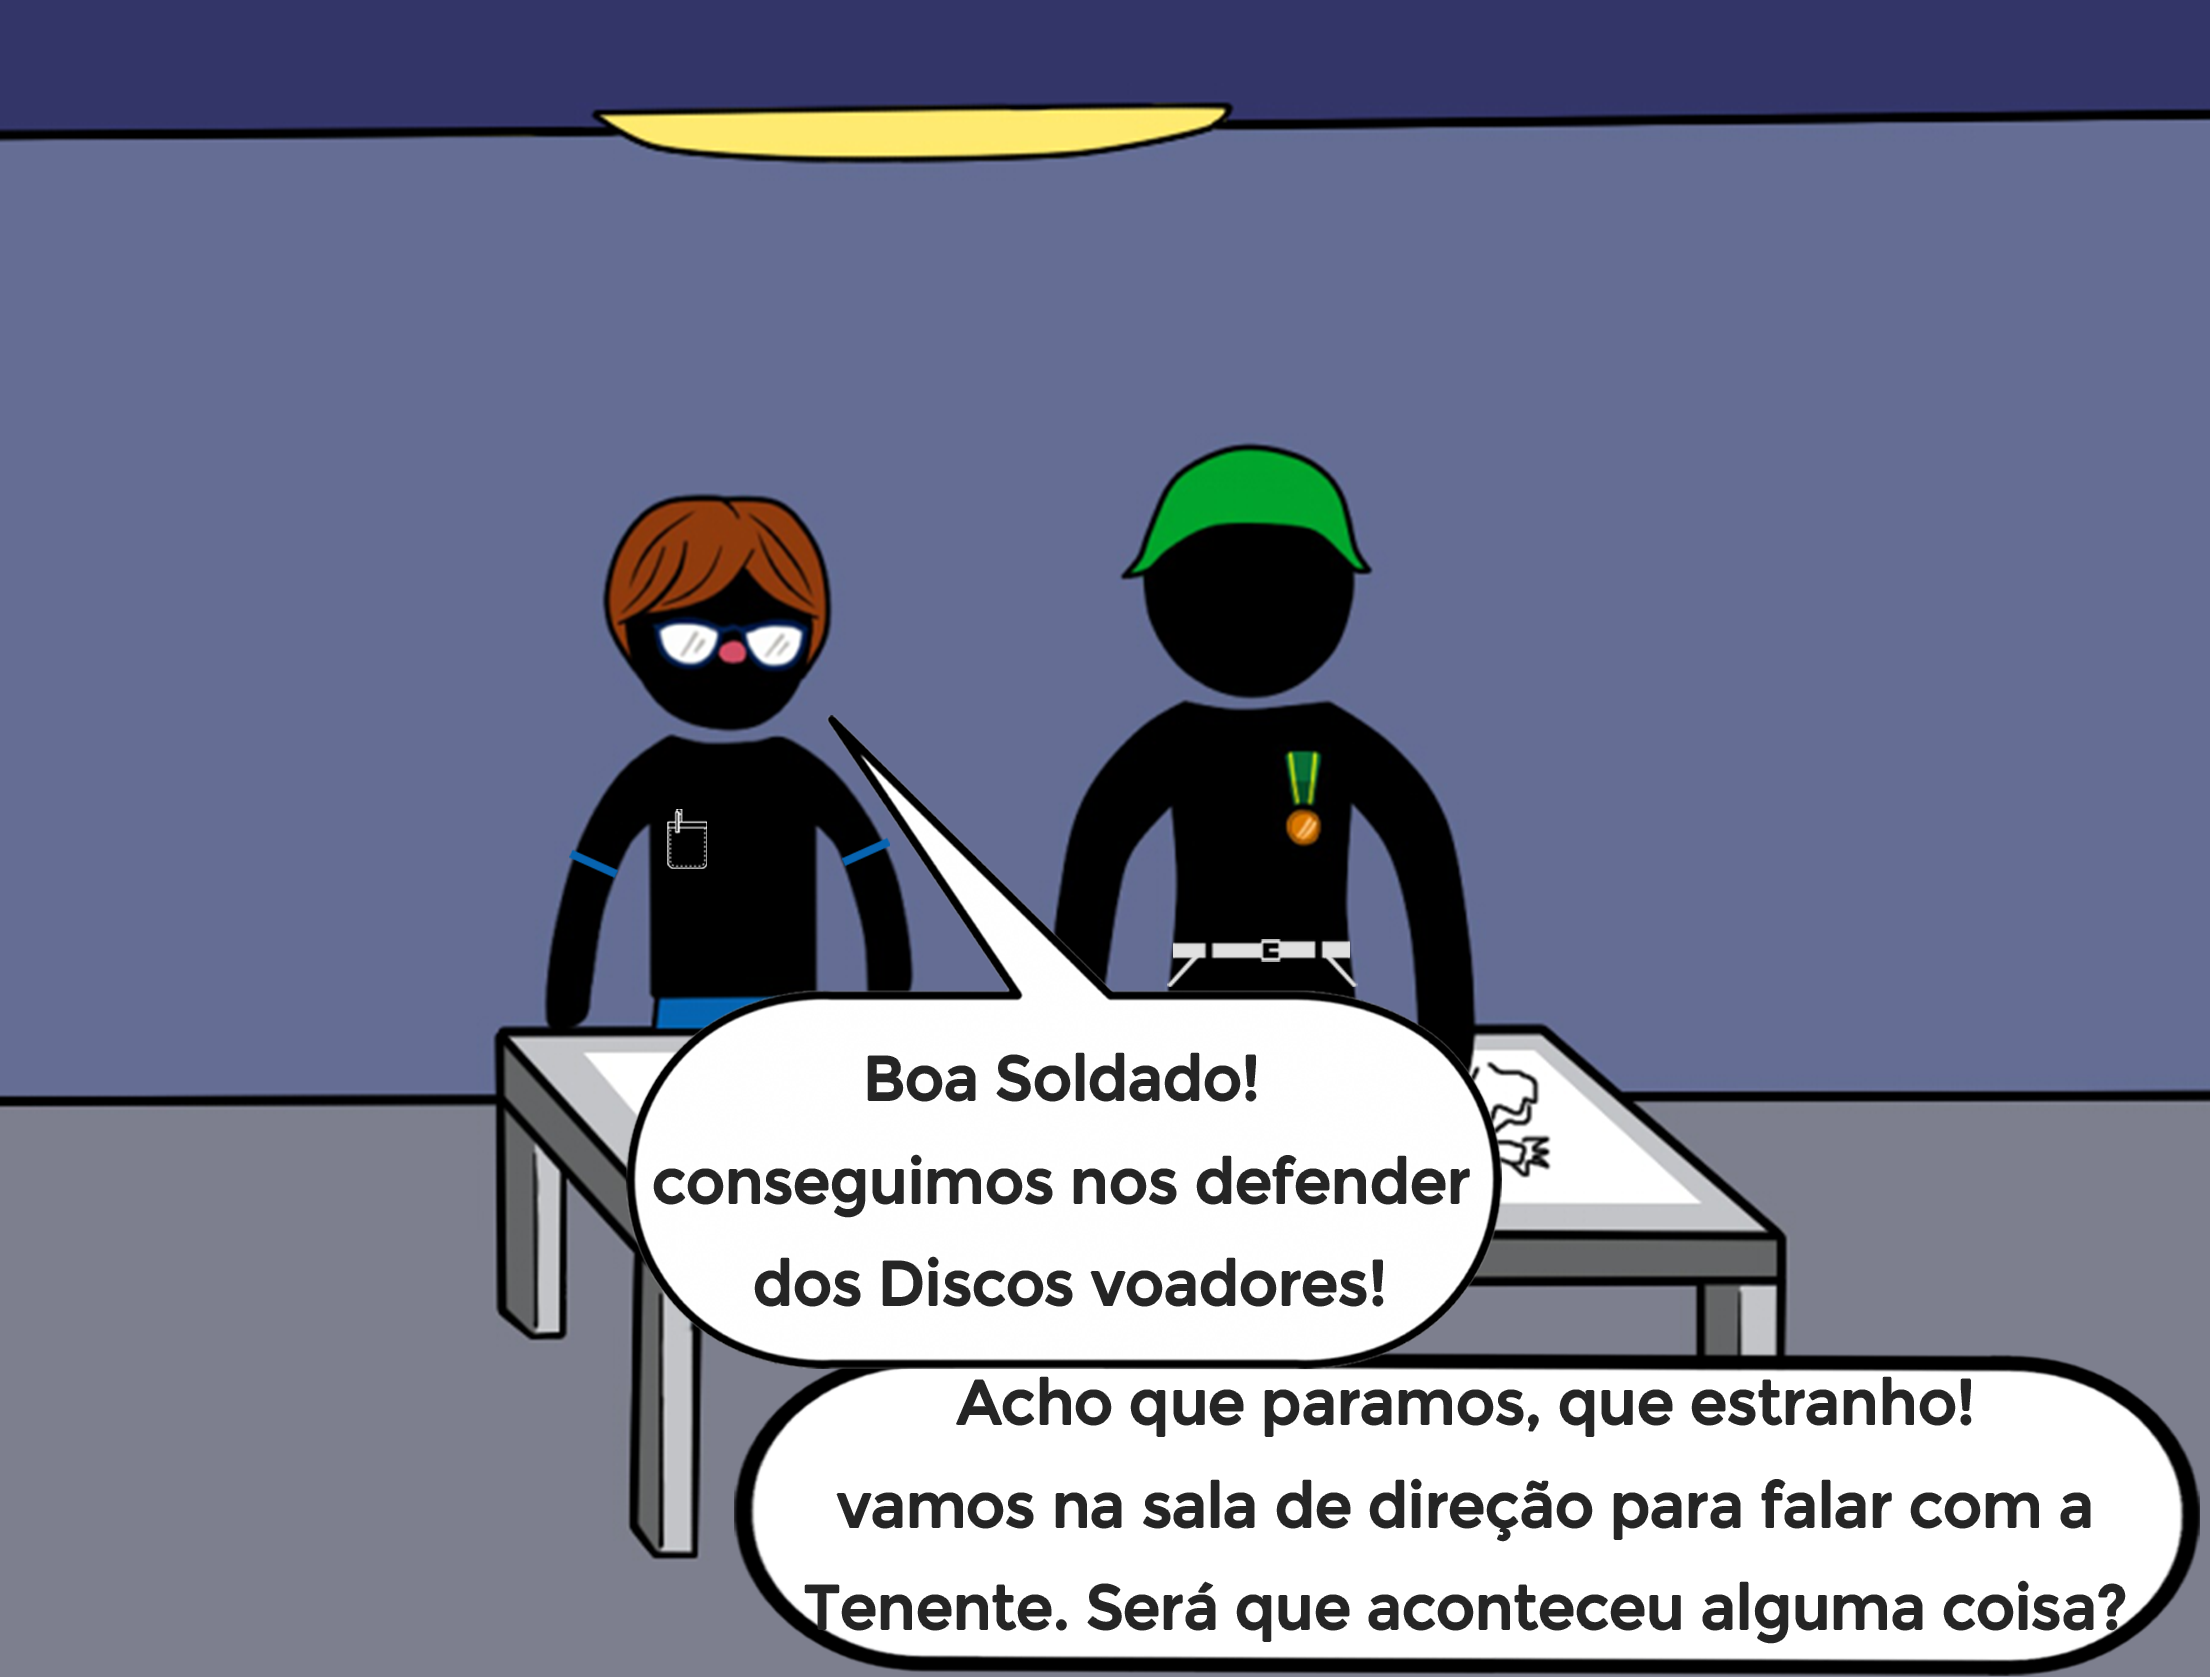 Boa Soldado!
conseguimos nos defender
dos Discos voadores!
Acho que paramos, que estranho!
vamos na sala de direção para falar com a
Tenente. Será que aconteceu alguma coisa?